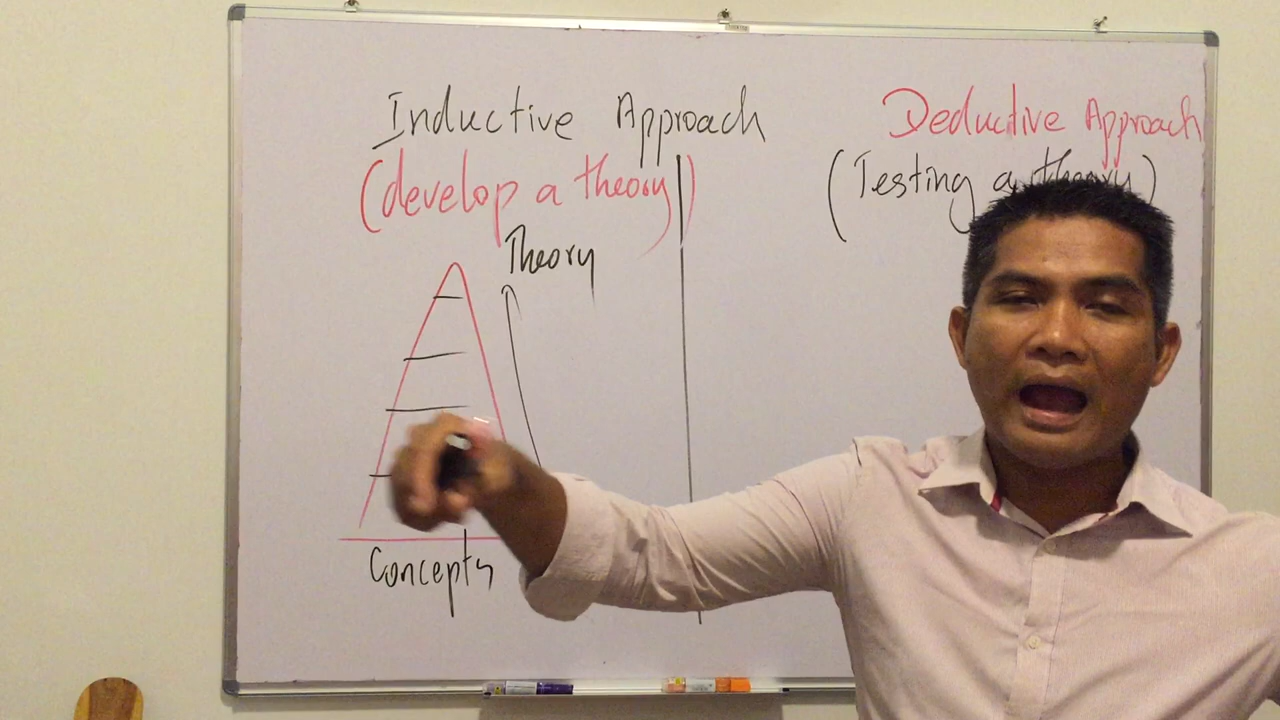 Inductive Approach
(develop a theory)
Theory
Concepts
Deductive Approach
(Testing a theory)